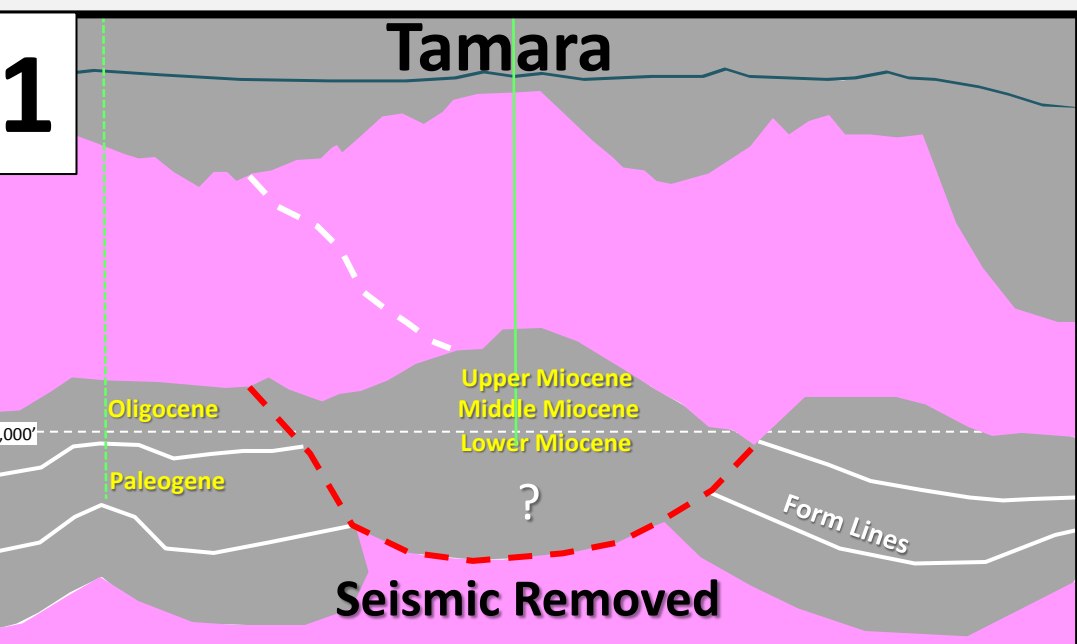 1
Tamara
Upper Miocene
Middle Miocene
Oligocene
,000’
Lower Miocene
Paleogene
?
Form Lines
Seismic Removed